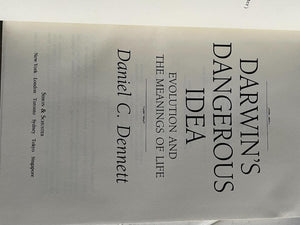 DARWIN'S
DANGEROUS
IDEA
EVOLUTION AND
THE MEANINGS OF LIFE
Daniel C. Dennett
SIMON & SCHUSTER
New York London Toronto Sydney Tokyo Singapore